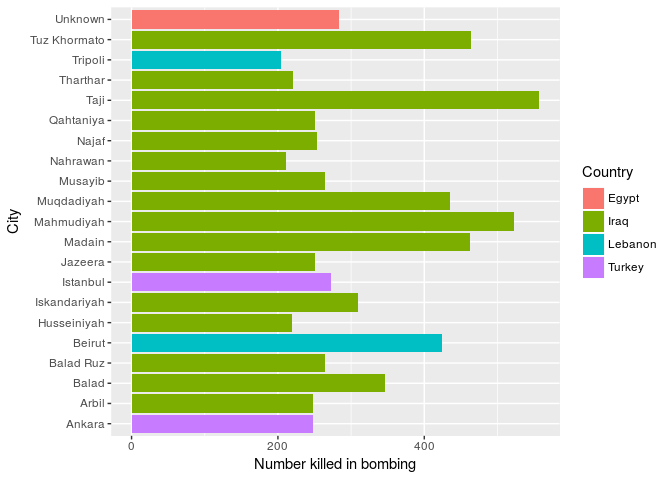 Unknown
Tuz Khormato
Tripoli
Tharthar
Taji
Qahtaniya
Najaf
Nahrawan
Musayib
Muqdadiyah
Mahmudiyah
Madain
Jazeera
Istanbul
Iskandariyah
Husseiniyah
Beirut
Balad Ruz
Balad
Arbil
Ankara
City
0 200 400
Number killed in bombing
Country
Egypt
Iraq
Lebanon
Turkey